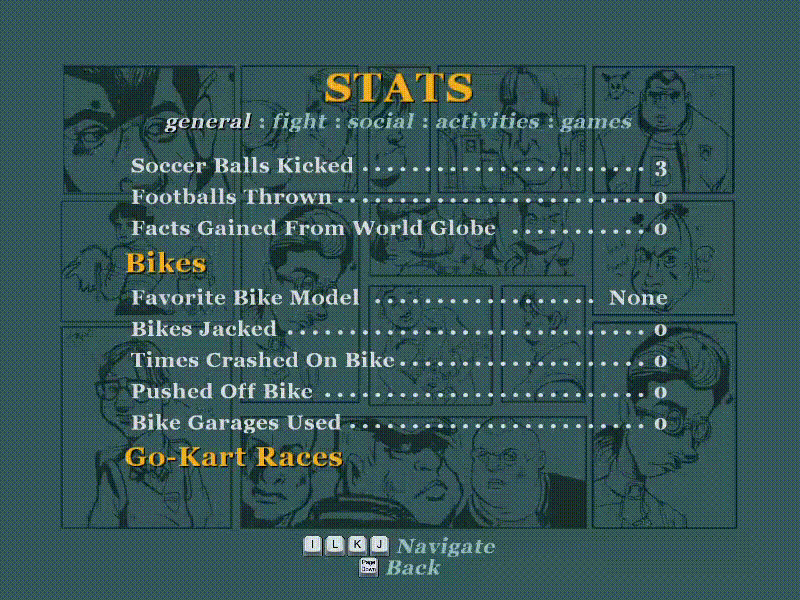 STATS
general : fight : social : activities : games
Soccer Balls Kicked ........................ 3
Footballs Thrown ........................... 0
Facts Gained From World Globe ........... 0
Bikes
Favorite Bike Model .................. None
Bikes Jacked ............................... 0
Times Crashed On Bike ..................... 0
Pushed Off Bike ............................ 0
Bike Garages Used ......................... 0
Go-Kart Races
I L K J Navigate
Page Down Back